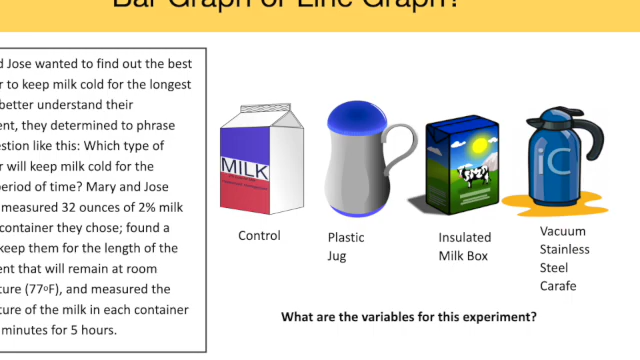 Bar Graph or Line Graph?
d Jose wanted to find out the best
r to keep milk cold for the longest
better understand their
ent, they determined to phrase
estion like this: Which type of
r will keep milk cold for the
period of time? Mary and Jose
measured 32 ounces of 2% milk
container they chose; found a
keep them for the length of the
ent that will remain at room
ture (77ºF), and measured the
ture of the milk in each container
minutes for 5 hours.
MILK
iC
Control
Plastic
Jug
Insulated
Milk Box
Vacuum
Stainless
Steel
Carafe
What are the variables for this experiment?